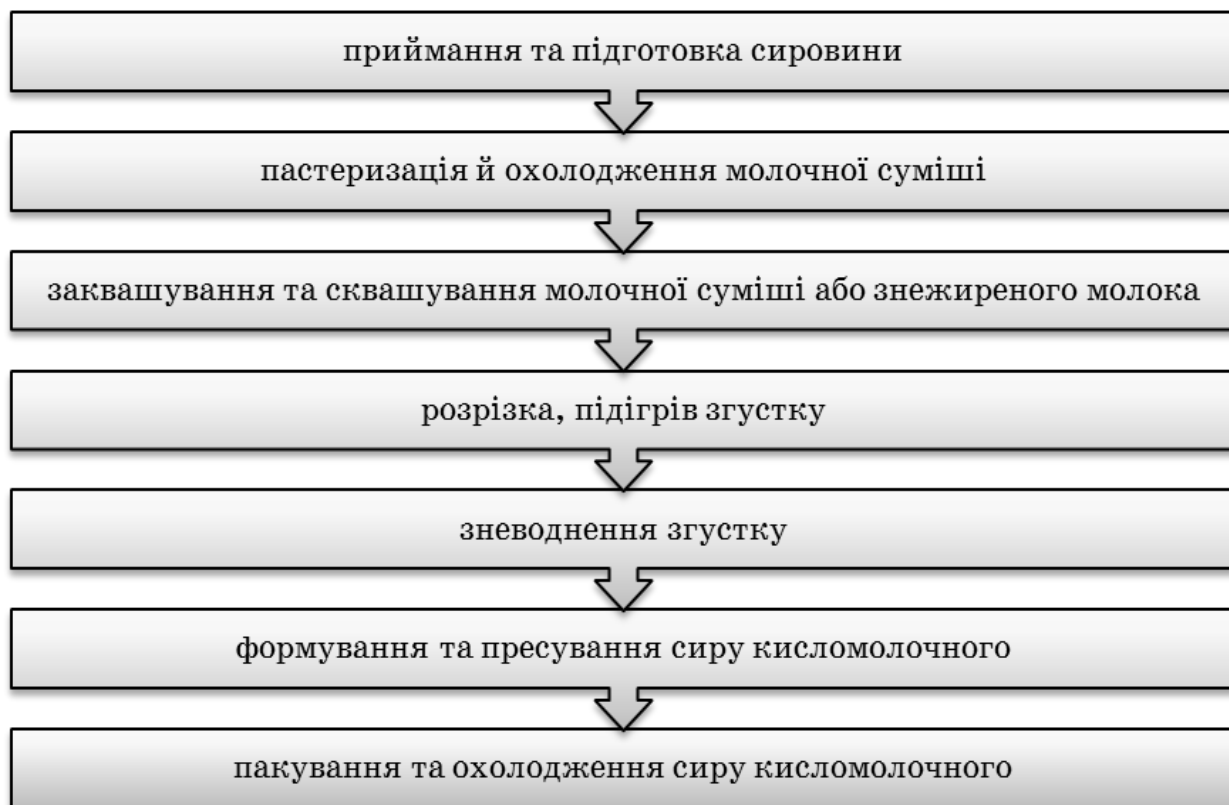 приймання та підготовка сировини
пастеризація й охолодження молочної суміші
заквашування та сквашування молочної суміші або знежиреного молока
розрізка, підігрів згустку
зневоднення згустку
формування та пресування сиру кисломолочного
пакування та охолодження сиру кисломолочного